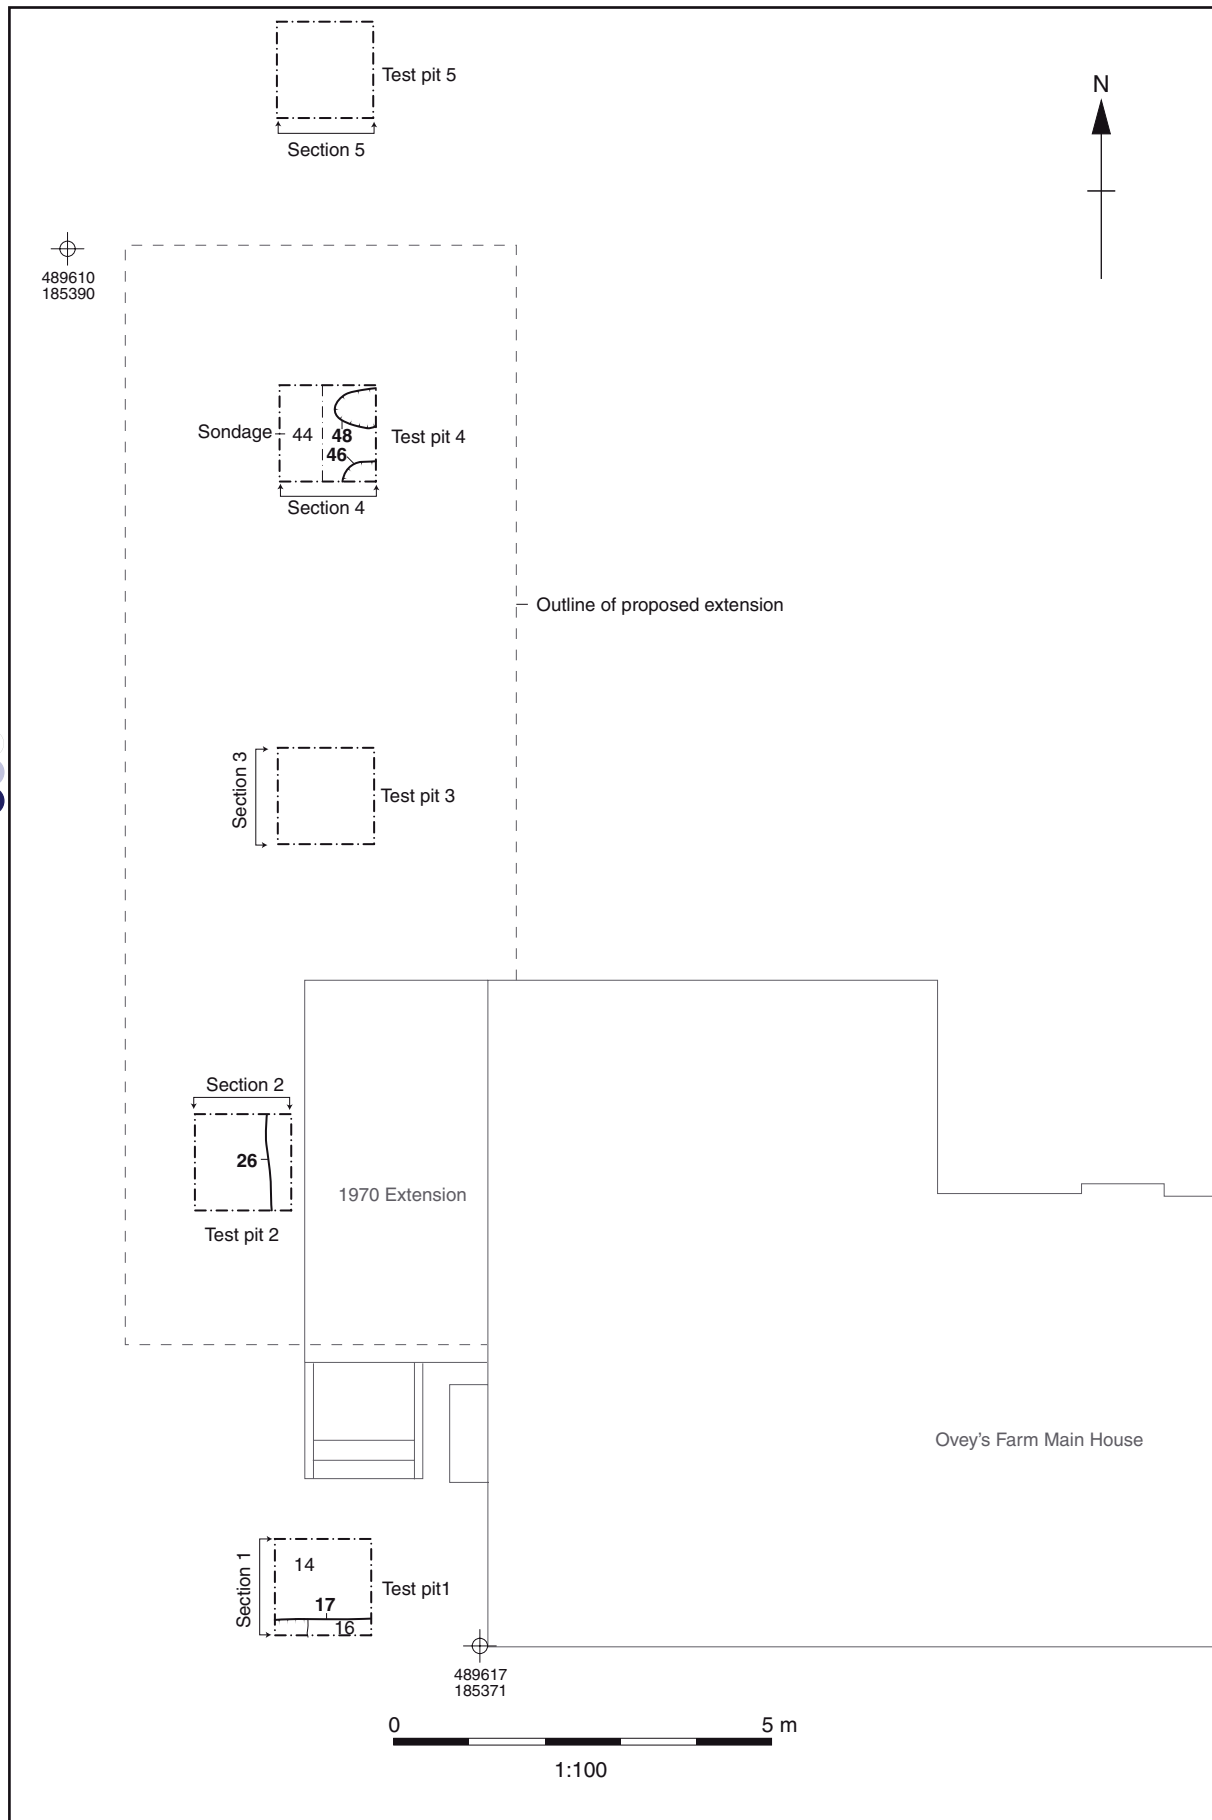 Test pit 5
Section 5
N
489610
185390
Sondage
44
48
46
Test pit 4
Section 4
Outline of proposed extension
Section 3
Test pit 3
Section 2
26
Test pit 2
1970 Extension
Ovey's Farm Main House
Section 1
14
17
16
Test pit1
489617
185371
0
5 m
1:100